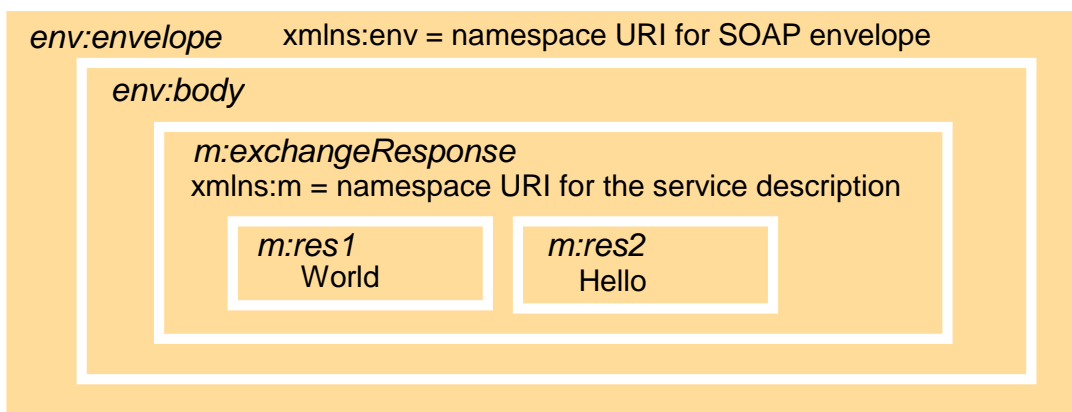 env:envelope xmlns:env = namespace URI for SOAP envelope
env:body
m:exchangeResponse
xmlns:m = namespace URI for the service description
m:res1 m:res2
World Hello